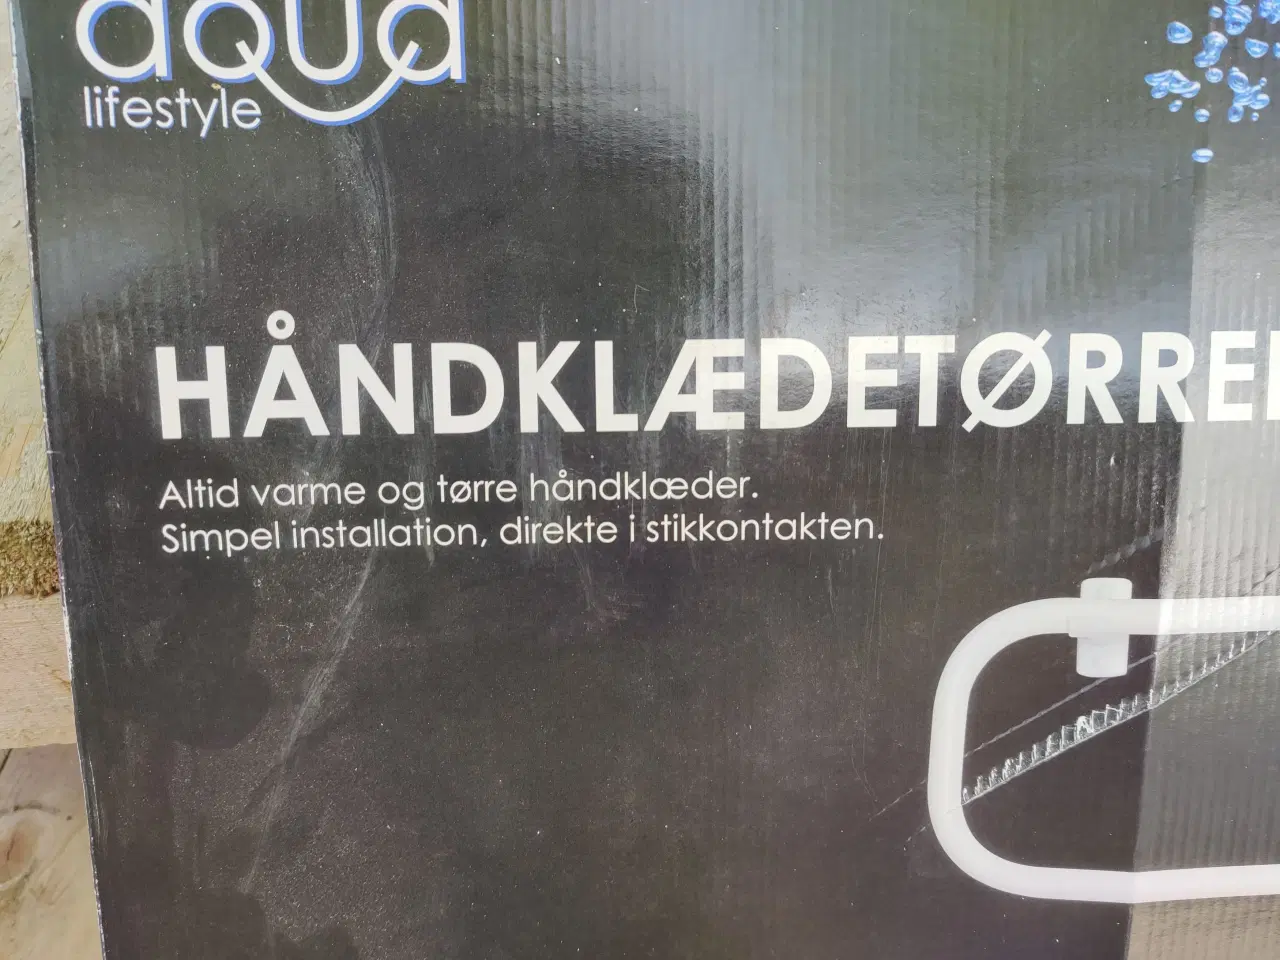 aqua
lifestyle
HÅNDKLÆDETØRRE
Altid varme og tørre håndklæder.
Simpel installation, direkte i stikkontakten.